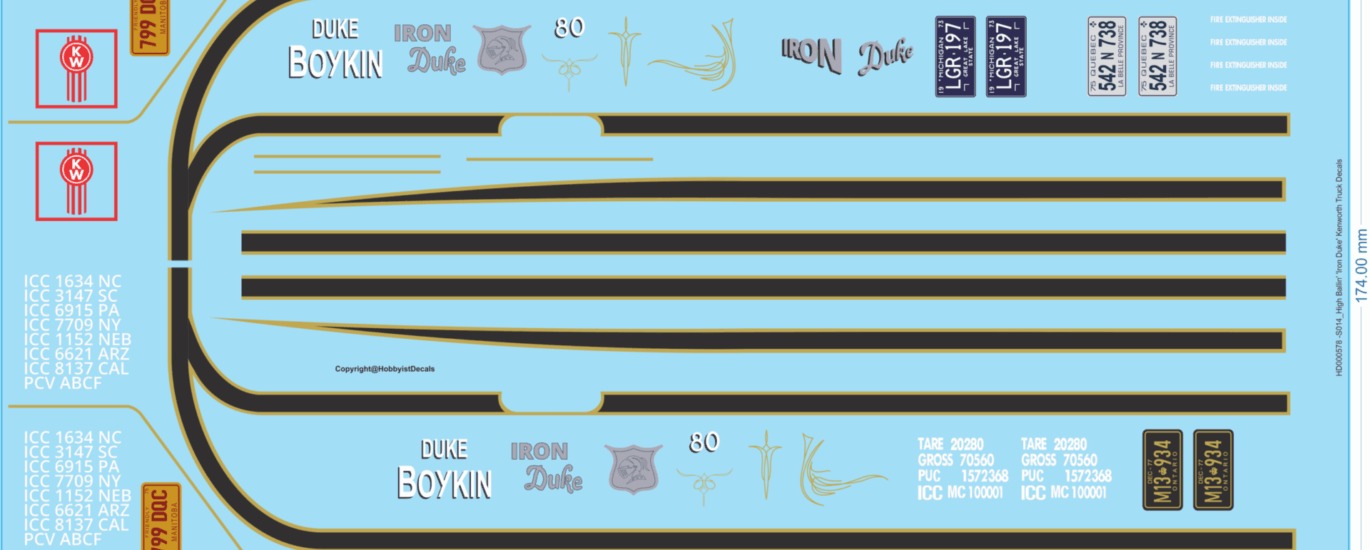 FRIENDLY
799 DQC
MANITOBA
KW
DUKE
BOYKIN
IRON
Duke
80
IRON Duke
19 MICHIGAN 73
LGR·197
GREAT LAKE STATE
19 MICHIGAN 73
LGR·197
GREAT LAKE STATE
75 QUEBEC
542 N 738
LA BELLE PROVINCE
75 QUEBEC
542 N 738
LA BELLE PROVINCE
FIRE EXTINGUISHER INSIDE
FIRE EXTINGUISHER INSIDE
FIRE EXTINGUISHER INSIDE
FIRE EXTINGUISHER INSIDE
KW
ICC 1634 NC
ICC 3147 SC
ICC 6915 PA
ICC 7709 NY
ICC 1152 NEB
ICC 6621 ARZ
ICC 8137 CAL
PCV ABCF
Copyright@HobbyistDecals
HD000578 -S014_High Ballin' 'Iron Duke' Kenworth Truck Decals
174.00 mm
ICC 1634 NC
ICC 3147 SC
ICC 6915 PA
ICC 7709 NY
ICC 1152 NEB
ICC 6621 ARZ
ICC 8137 CAL
PCV ABCF
FRIENDLY
799 DQC
MANITOBA
DUKE
BOYKIN
IRON
Duke
80
TARE 20280
GROSS 70560
PUC 1572368
ICC MC 100001
TARE 20280
GROSS 70560
PUC 1572368
ICC MC 100001
DEC-77
M13 934
ONTARIO
DEC-77
M13 934
ONTARIO